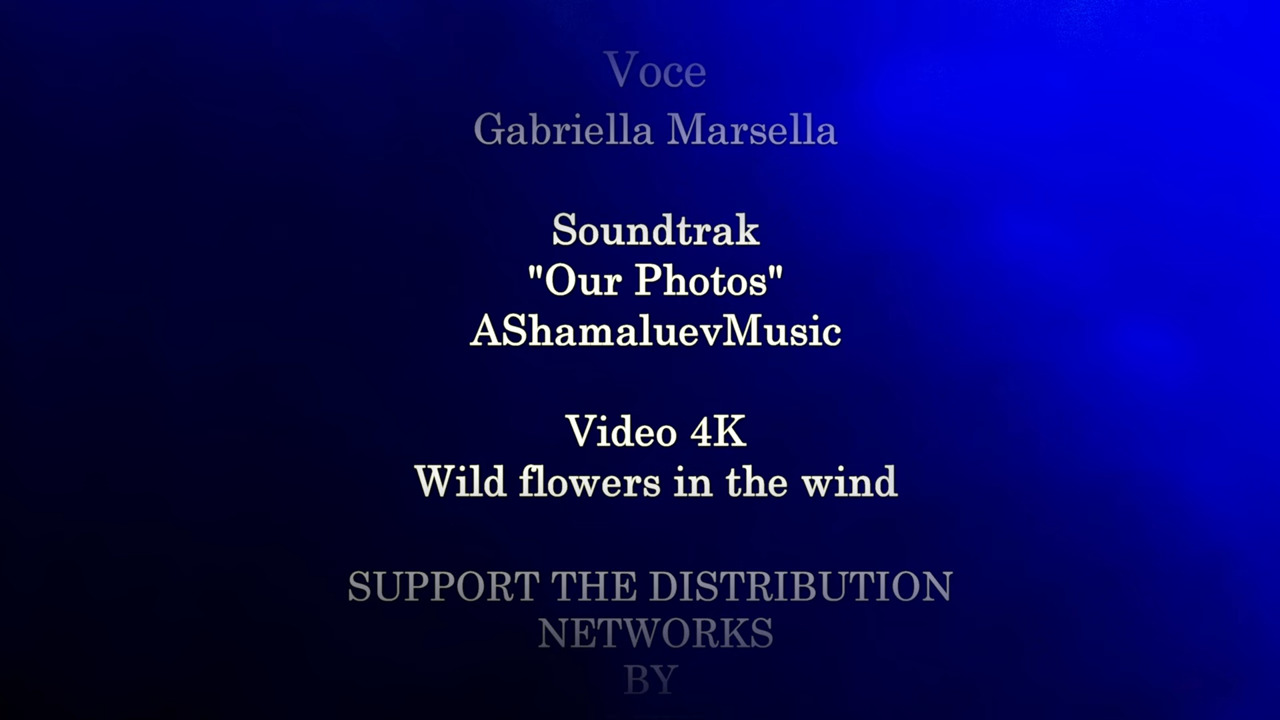 Voce
Gabriella Marsella
Soundtrak
"Our Photos"
AShamaluevMusic
Video 4K
Wild flowers in the wind
SUPPORT THE DISTRIBUTION
NETWORKS
BY